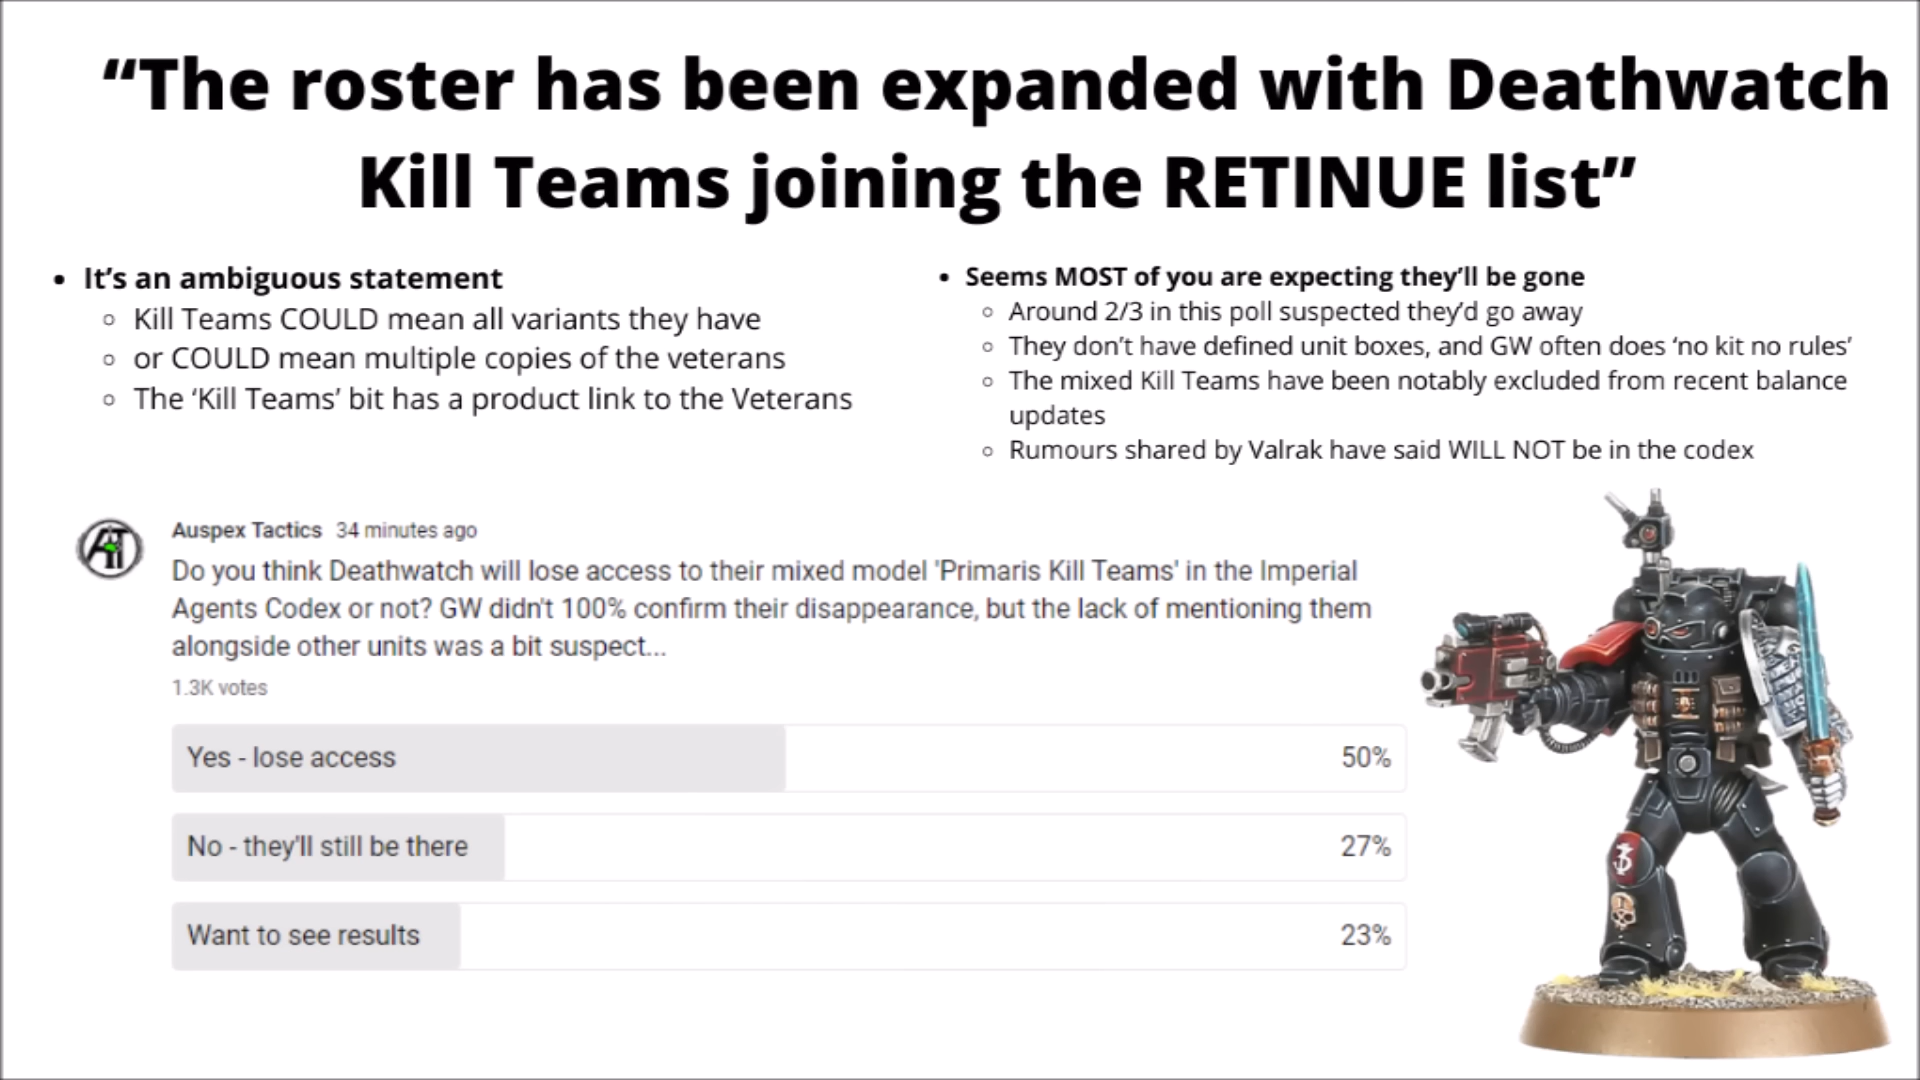 “The roster has been expanded with Deathwatch
Kill Teams joining the RETINUE list”
• It’s an ambiguous statement
◦ Kill Teams COULD mean all variants they have
◦ or COULD mean multiple copies of the veterans
◦ The ‘Kill Teams’ bit has a product link to the Veterans
• Seems MOST of you are expecting they’ll be gone
◦ Around 2/3 in this poll suspected they’d go away
◦ They don’t have defined unit boxes, and GW often does ‘no kit no rules’
◦ The mixed Kill Teams have been notably excluded from recent balance
updates
◦ Rumours shared by Valrak have said WILL NOT be in the codex
AT
Auspex Tactics 34 minutes ago
Do you think Deathwatch will lose access to their mixed model 'Primaris Kill Teams' in the Imperial
Agents Codex or not? GW didn't 100% confirm their disappearance, but the lack of mentioning them
alongside other units was a bit suspect...
1.3K votes
Yes - lose access 50%
No - they'll still be there 27%
Want to see results 23%